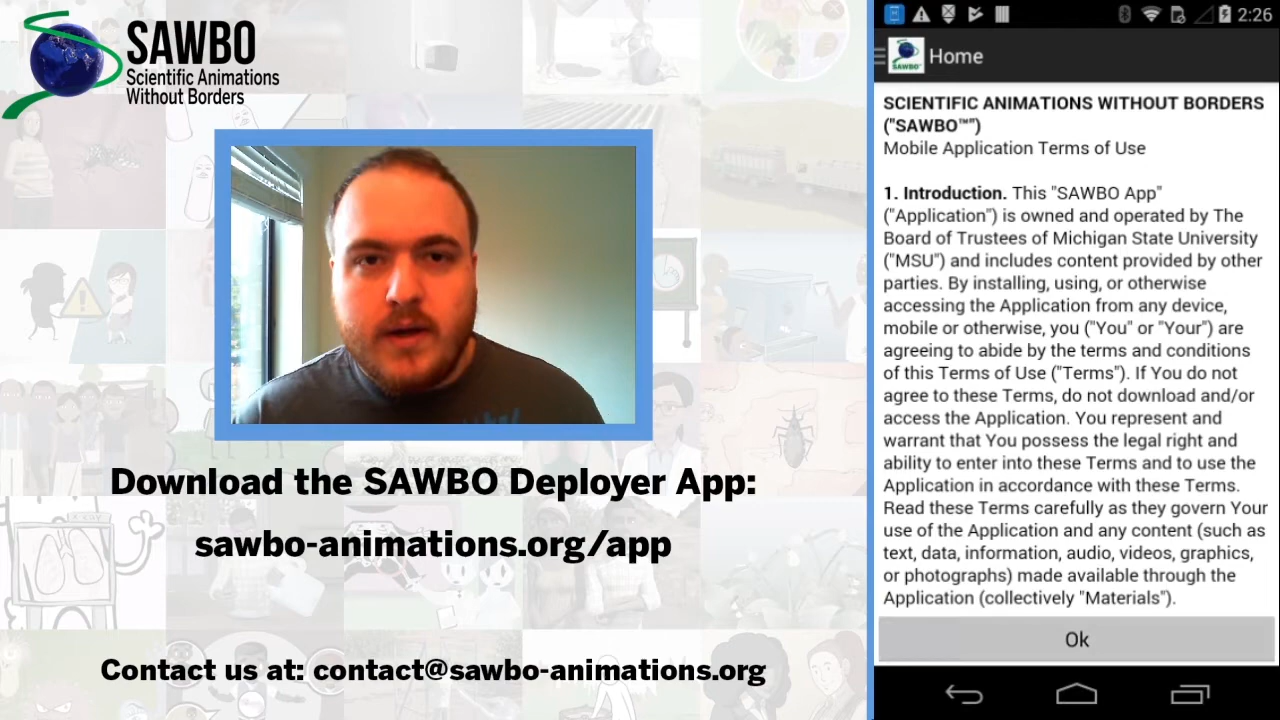 SAWBO
Scientific Animations
Without Borders
Download the SAWBO Deployer App:
sawbo-animations.org/app
Contact us at: contact@sawbo-animations.org
2:26
SAWBO™
Home
SCIENTIFIC ANIMATIONS WITHOUT BORDERS
("SAWBO™")
Mobile Application Terms of Use
1. Introduction. This "SAWBO App"
("Application") is owned and operated by The
Board of Trustees of Michigan State University
("MSU") and includes content provided by other
parties. By installing, using, or otherwise
accessing the Application from any device,
mobile or otherwise, you ("You" or "Your") are
agreeing to abide by the terms and conditions
of this Terms of Use ("Terms"). If You do not
agree to these Terms, do not download and/or
access the Application. You represent and
warrant that You possess the legal right and
ability to enter into these Terms and to use the
Application in accordance with these Terms.
Read these Terms carefully as they govern Your
use of the Application and any content (such as
text, data, information, audio, videos, graphics,
or photographs) made available through the
Application (collectively "Materials").
Ok